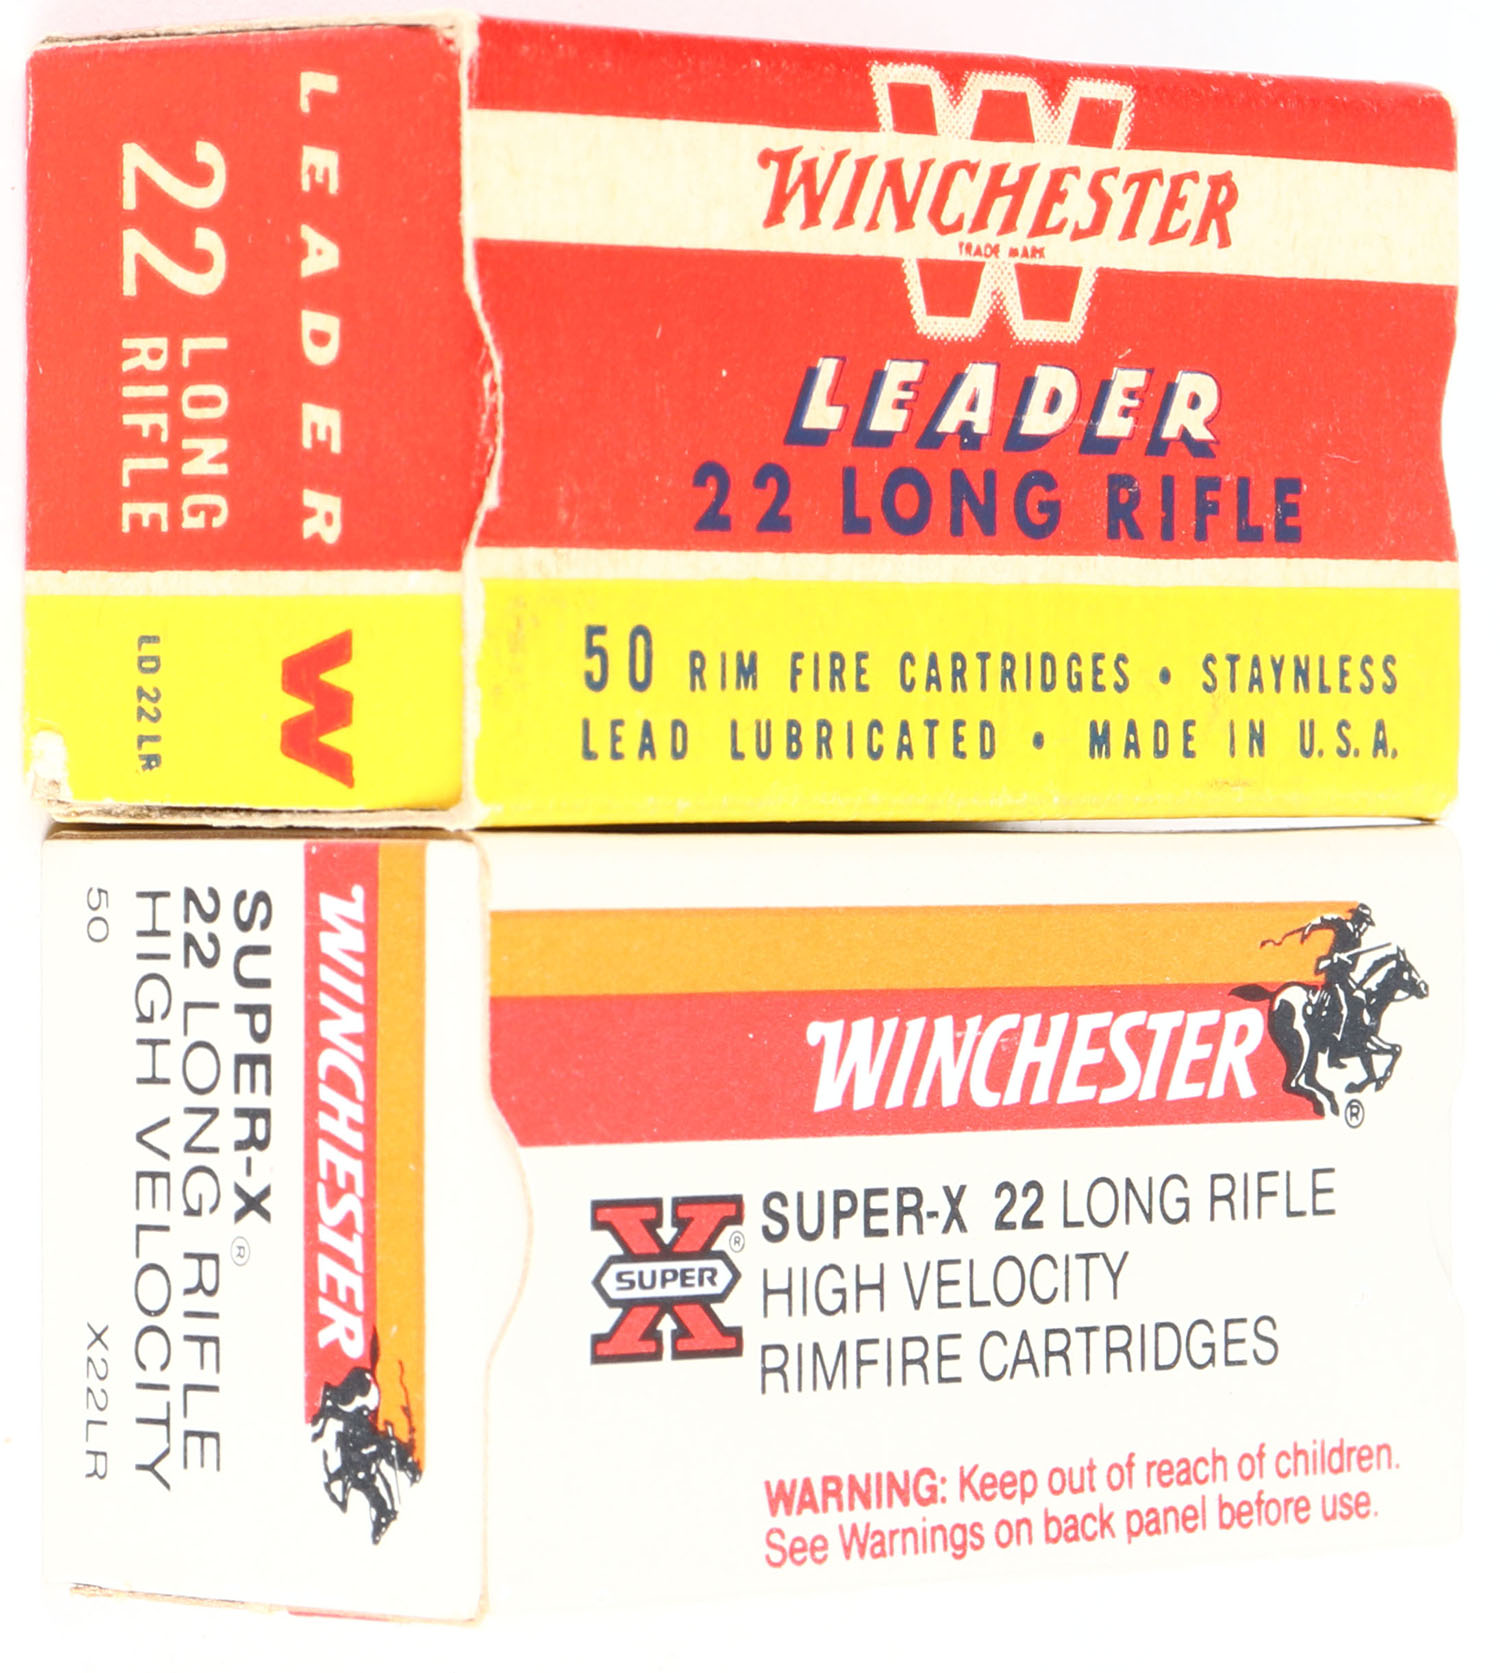 LEADER
22 LONG
RIFLE
W
LD 22 LR
W
WINCHESTER
TRADE MARK
LEADER
22 LONG RIFLE
50 RIM FIRE CARTRIDGES • STAYNLESS
LEAD LUBRICATED • MADE IN U.S.A.
WINCHESTER
SUPER-X®
22 LONG RIFLE
HIGH VELOCITY
50 X22LR
WINCHESTER
®
X
SUPER
®
SUPER-X 22 LONG RIFLE
HIGH VELOCITY
RIMFIRE CARTRIDGES
WARNING: Keep out of reach of children.
See Warnings on back panel before use.